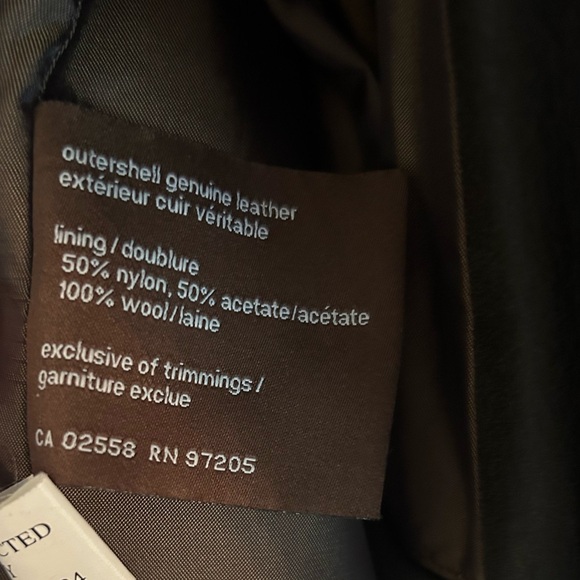 outershell genuine leather
extérieur cuir véritable
lining / doublure
50% nylon, 50% acetate/acétate
100% wool/laine
exclusive of trimmings /
garniture exclue
CA 02558 RN 97205